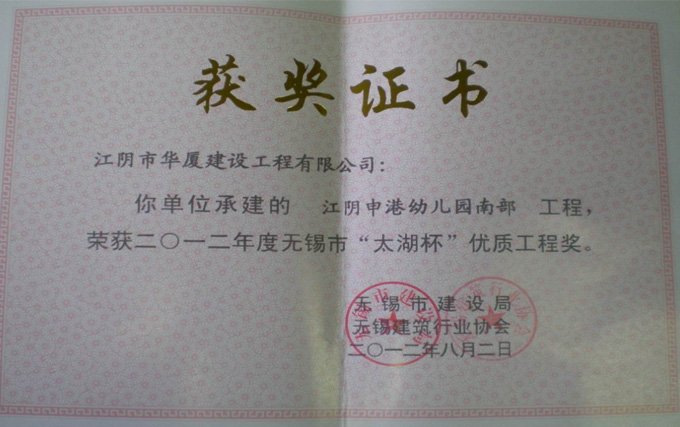 获奖证书
江阴市华厦建设工程有限公司：
你单位承建的 江阴申港幼儿园南部 工程，
荣获二〇一二年度无锡市“太湖杯”优质工程奖。
无锡市建设局
无锡建筑行业协会
二〇一二年八月二日